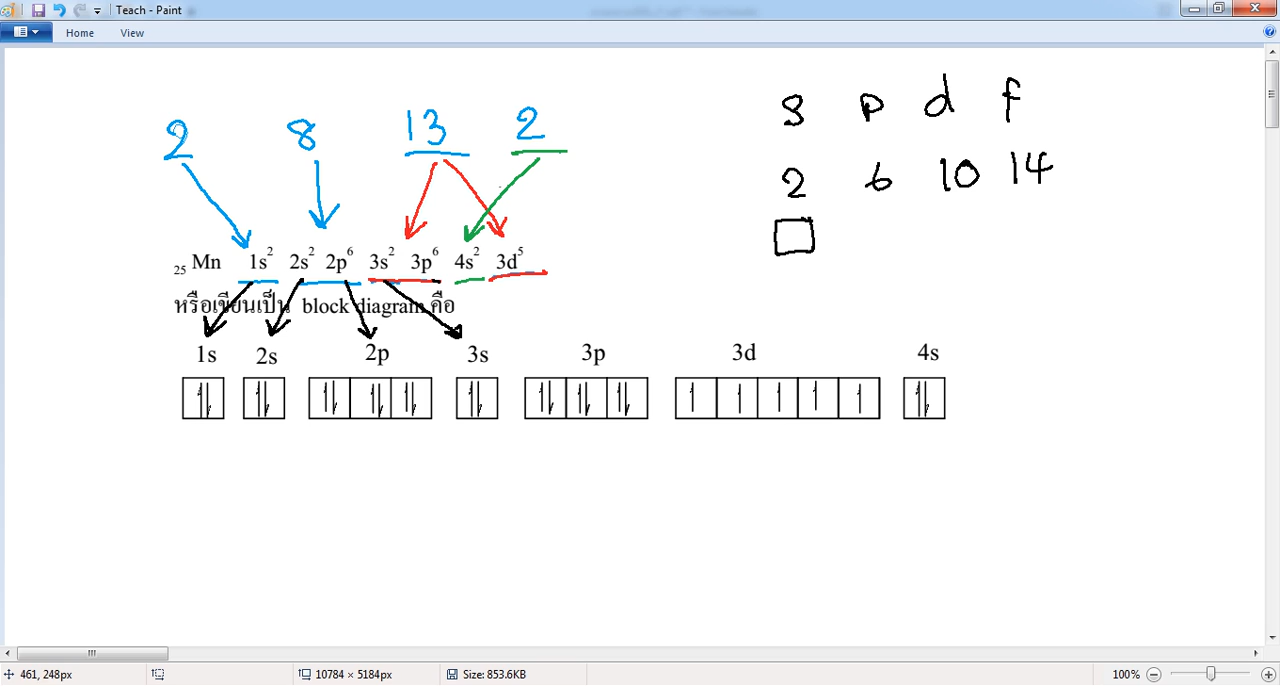 Teach - Paint
Home View
s p d f
2 8 13 2
2 6 10 14
₂₅Mn 1s² 2s² 2p⁶ 3s² 3p⁶ 4s² 3d⁵
หรือเขียนเป็น block diagram คือ
1s 2s 2p 3s 3p 3d 4s
461, 248px 10784 × 5184px Size: 853.6KB 100%